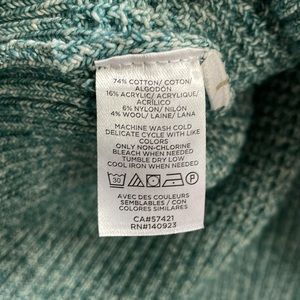 74% COTTON/ COTON/
ALGODÓN
16% ACRYLIC/ ACRYLIQUE/
ACRÍLICO
6% NYLON/ NILÓN
4% WOOL/ LAINE/ LANA
MACHINE WASH COLD
DELICATE CYCLE WITH LIKE
COLORS
ONLY NON-CHLORINE
BLEACH WHEN NEEDED
TUMBLE DRY LOW
COOL IRON WHEN NEEDED
30
P
AVEC DES COULEURS
SEMBLABLES/ CON COLORES
SIMILARES
CA#57421
RN#140923